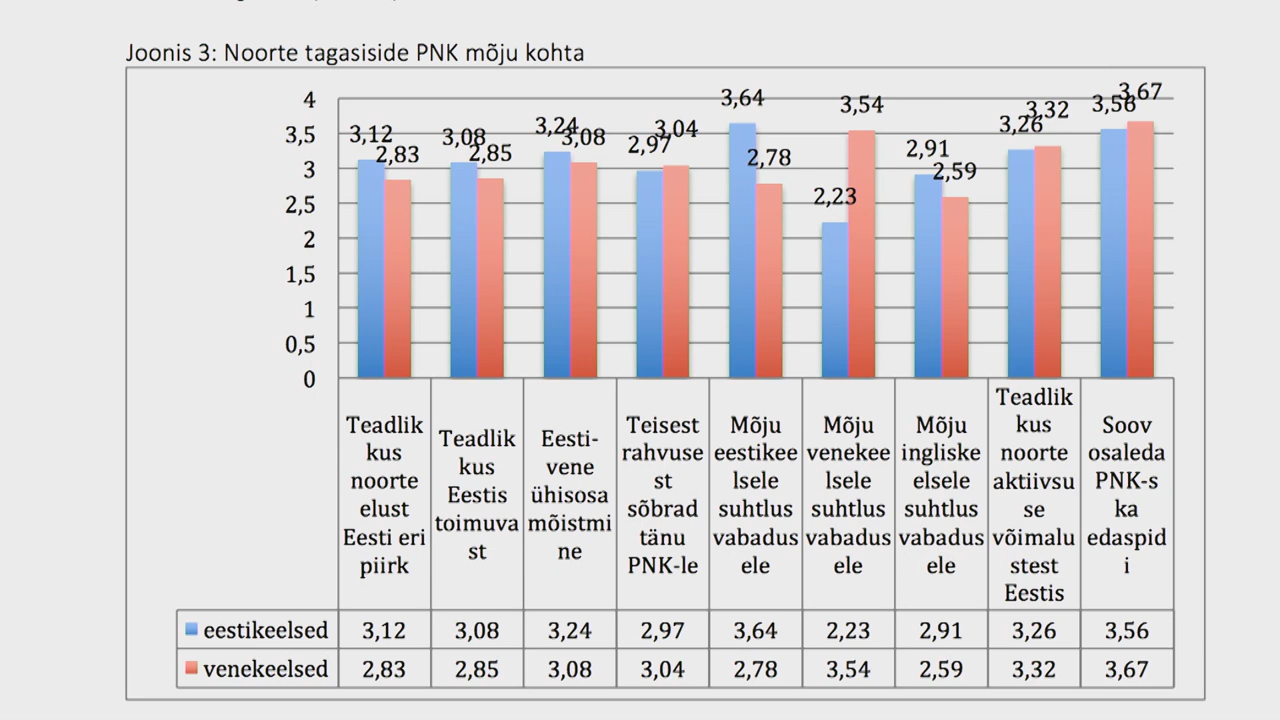 Joonis 3: Noorte tagasiside PNK mõju kohta
4
3,5
3
2,5
2
1,5
1
0,5
0
3,12
2,83
3,08
2,85
3,24
3,08
2,97
3,04
3,64
2,78
2,23
3,54
2,91
2,59
3,26
3,32
3,56
3,67
Teadlik
kus
noorte
elust
Eesti eri
piirk
Teadlik
kus
Eestis
toimuva
st
Eesti-
vene
ühisosa
mõistmi
ne
Teisest
rahvuse
st
sõbrad
tänu
PNK-le
Mõju
eestikee
lsele
suhtlus
vabadus
ele
Mõju
venekee
lsele
suhtlus
vabadus
ele
Mõju
ingliske
elsele
suhtlus
vabadus
ele
Teadlik
kus
noorte
aktiivsu
se
võimalu
stest
Eestis
Soov
osaleda
PNK-s
ka
edaspid
i
eestikeelsed 3,12 3,08 3,24 2,97 3,64 2,23 2,91 3,26 3,56
venekeelsed 2,83 2,85 3,08 3,04 2,78 3,54 2,59 3,32 3,67